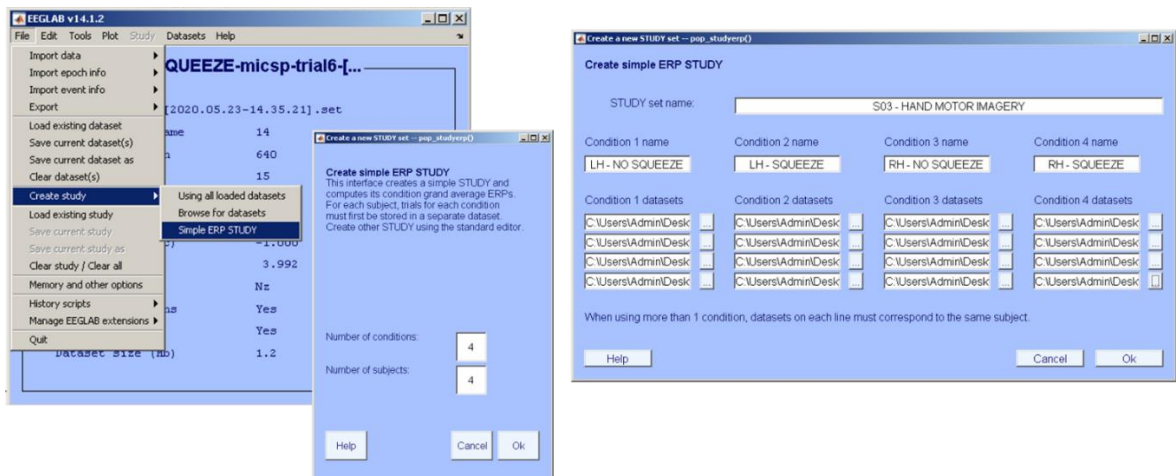 EEGLAB v14.1.2
File Edit Tools Plot Study Datasets Help
Import data
Import epoch info
Import event info
Export
Load existing dataset
Save current dataset(s)
Save current dataset as
Clear dataset(s)
Create study
Load existing study
Save current study
Save current study as
Clear study / Clear all
Memory and other options
History scripts
Manage EEGLAB extensions
Quit
Using all loaded datasets
Browse for datasets
Simple ERP STUDY
QUEEZE-micsp-trial6-[...
[2020.05.23-14.35.21].set
14
640
15
-1.000
3.992
Nz
Yes
Yes
Dataset size (mb) 1.2
Create a new STUDY set -- pop_studyerp()
Create simple ERP STUDY
This interface creates a simple STUDY and
computes its condition grand average ERPs.
For each subject, trials for each condition
must first be stored in a separate dataset.
Create other STUDY using the standard editor.
Number of conditions: 4
Number of subjects: 4
Help Cancel Ok
Create a new STUDY set -- pop_studyerp()
Create simple ERP STUDY
STUDY set name: S03 - HAND MOTOR IMAGERY
Condition 1 name Condition 2 name Condition 3 name Condition 4 name
LH - NO SQUEEZE LH - SQUEEZE RH - NO SQUEEZE RH - SQUEEZE
Condition 1 datasets Condition 2 datasets Condition 3 datasets Condition 4 datasets
C:\Users\Admin\Desk ... C:\Users\Admin\Desk ... C:\Users\Admin\Desk ... C:\Users\Admin\Desk ...
C:\Users\Admin\Desk ... C:\Users\Admin\Desk ... C:\Users\Admin\Desk ... C:\Users\Admin\Desk ...
C:\Users\Admin\Desk ... C:\Users\Admin\Desk ... C:\Users\Admin\Desk ... C:\Users\Admin\Desk ...
C:\Users\Admin\Desk ... C:\Users\Admin\Desk ... C:\Users\Admin\Desk ... C:\Users\Admin\Desk
When using more than 1 condition, datasets on each line must correspond to the same subject.
Help Cancel Ok